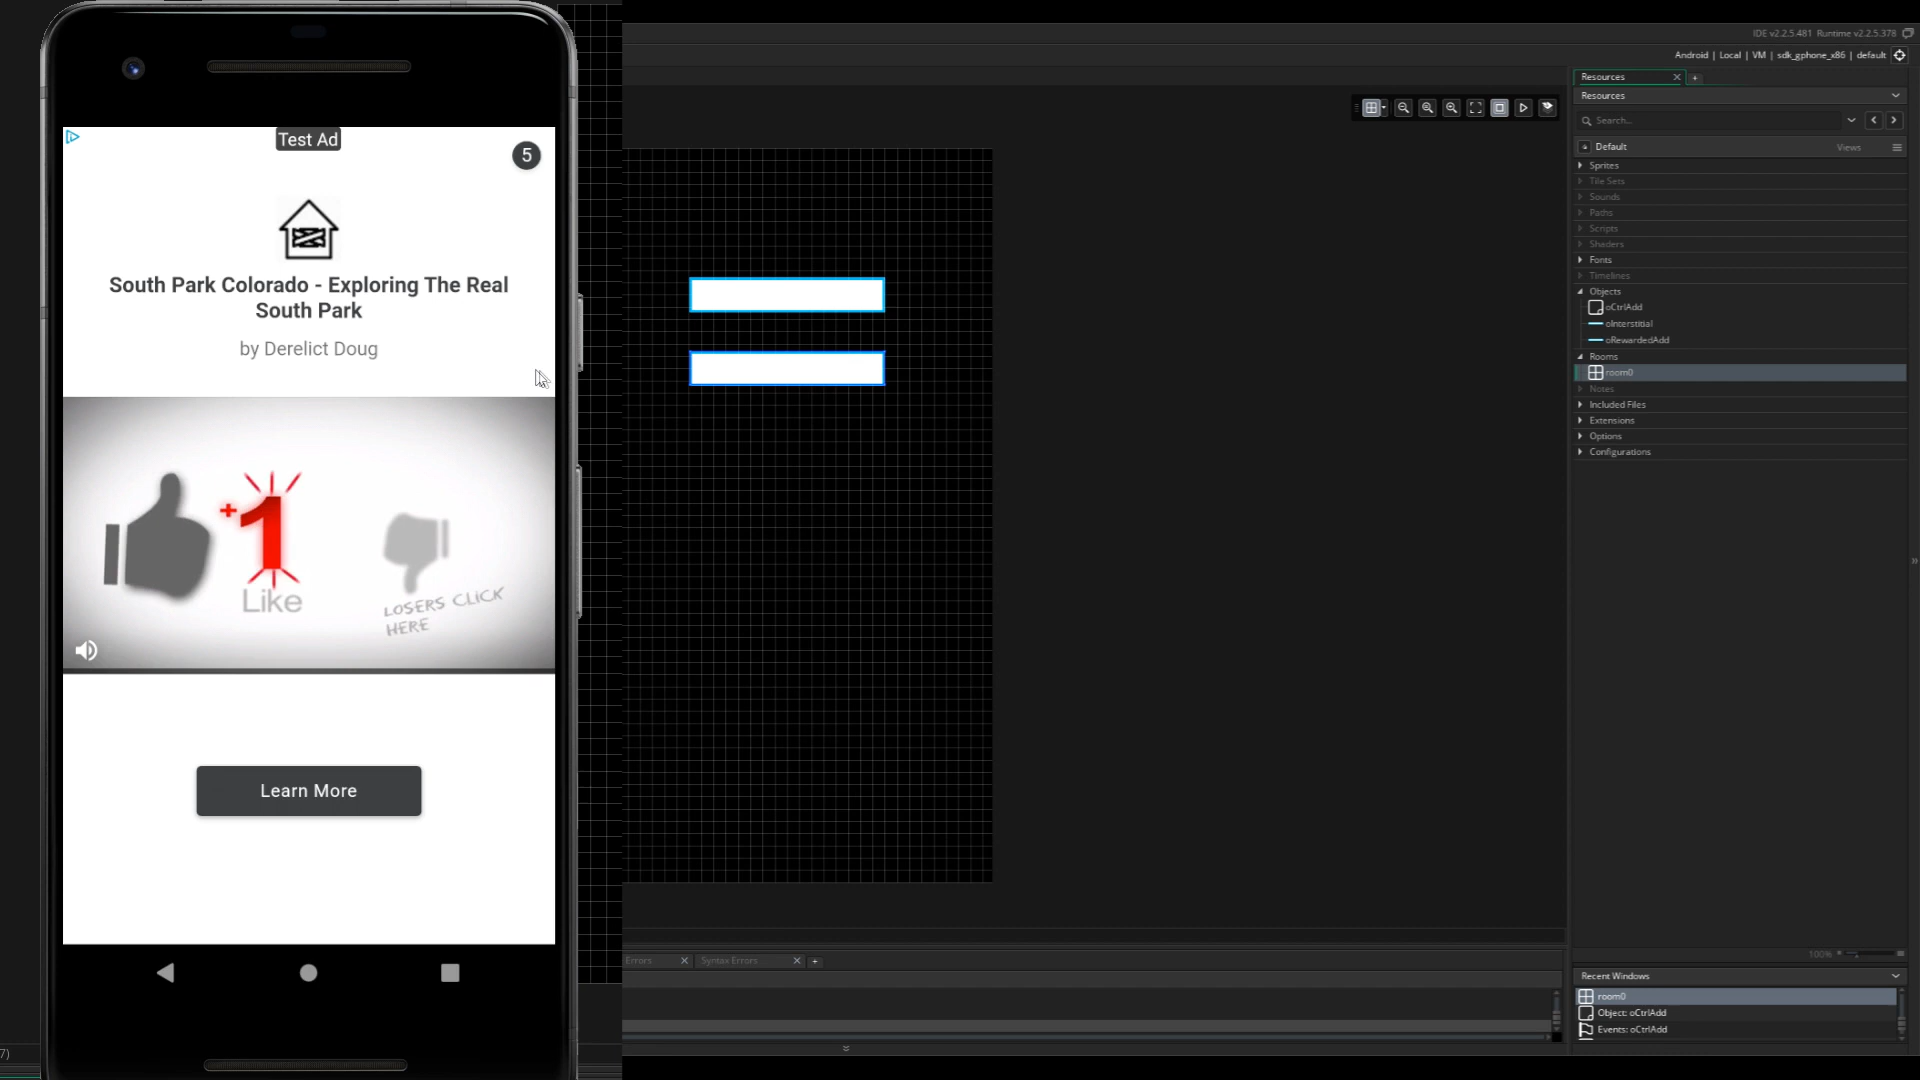 Test Ad
5
South Park Colorado - Exploring The Real
South Park
by Derelict Doug
+1
Like
LOSERS CLICK
HERE
Learn More
7)
IDE v2.2.5.481 Runtime v2.2.5.378
Android | Local | VM | sdk_gphone_x86 | default
Resources
Resources
Search...
Default
Views
Sprites
Tile Sets
Sounds
Paths
Scripts
Shaders
Fonts
Timelines
Objects
oCtrlAdd
oInterstitial
oRewardedAdd
Rooms
room0
Notes
Included Files
Extensions
Options
Configurations
100%
Errors
Syntax Errors
Recent Windows
room0
Object: oCtrlAdd
Events: oCtrlAdd